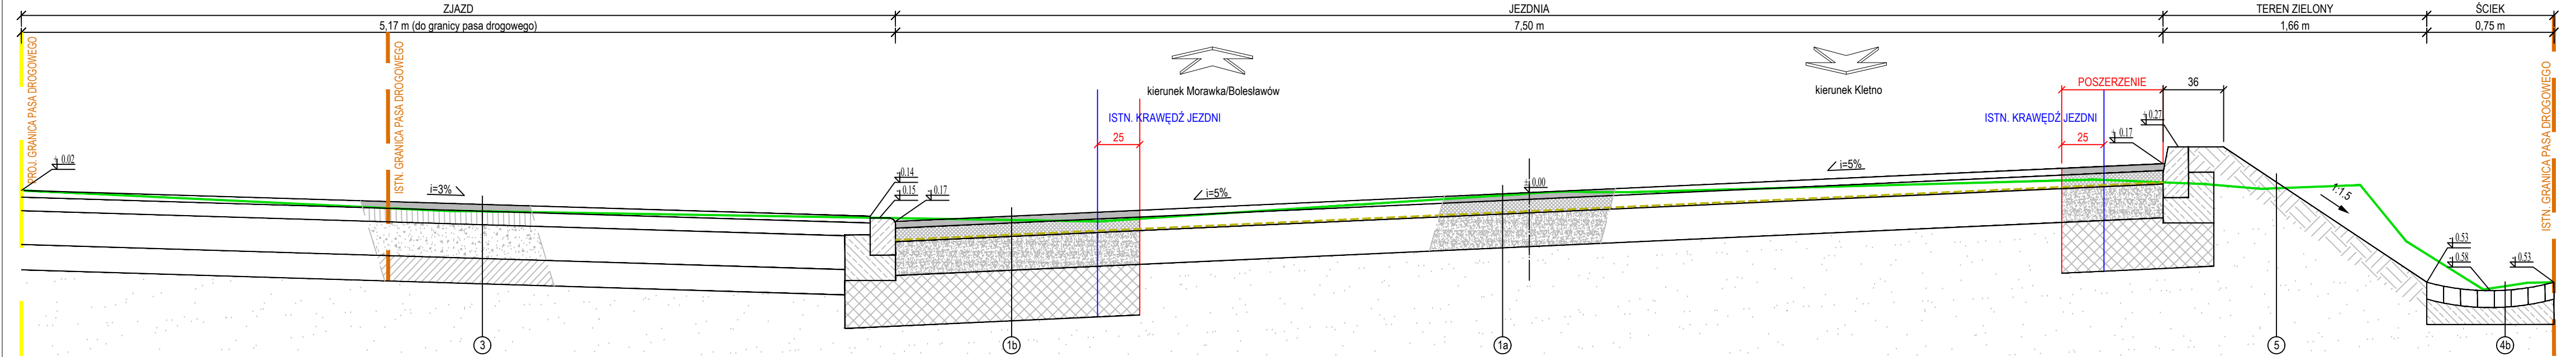 ZJAZD
JEZDNIA
TEREN ZIELONY
ŚCIEK
5,17 m (do granicy pasa drogowego)
7,50 m
1,66 m
0,75 m
PROJ. GRANICA PASA DROGOWEGO
ISTN. GRANICA PASA DROGOWEGO
kierunek Morawka/Bolesławów
kierunek Kletno
POSZERZENIE
36
ISTN. KRAWĘDŹ JEZDNI
ISTN. KRAWĘDŹ JEZDNI
25
25
+ 0.27
+ 0.17
ISTN. GRANICA PASA DROGOWEGO
+ 0.02
i=3%
-0.14
-0.15
-0.17
i=5%
± 0.00
i=5%
1:1.5
-0.53
-0.58
-0.53
3
1b
1a
5
4b